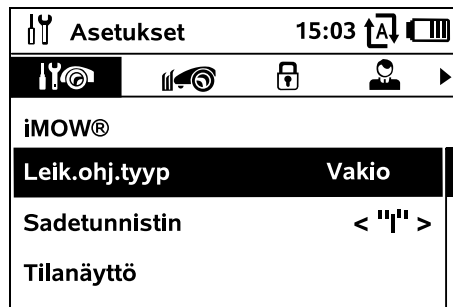 Asetukset 15:03 A
iMOW®
Leik.ohj.tyyp Vakio
Sadetunnistin < "|" >
Tilanäyttö